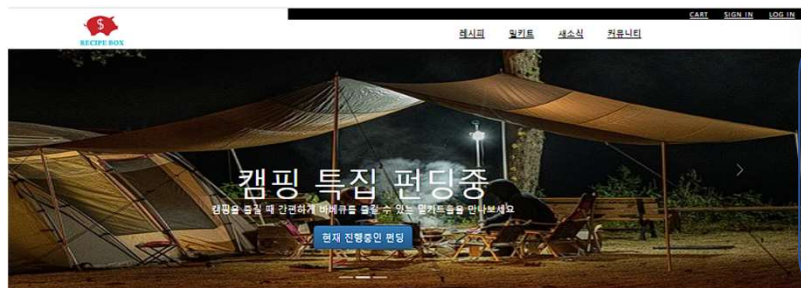 CART SIGN IN LOG IN
$
RECIPE BOX
레시피 밀키트 새소식 커뮤니티
캠핑 특집 펀딩중
캠핑을 즐길 때 간편하게 바베큐를 즐길 수 있는 밀키트들을 만나보세요
현재 진행중인 펀딩